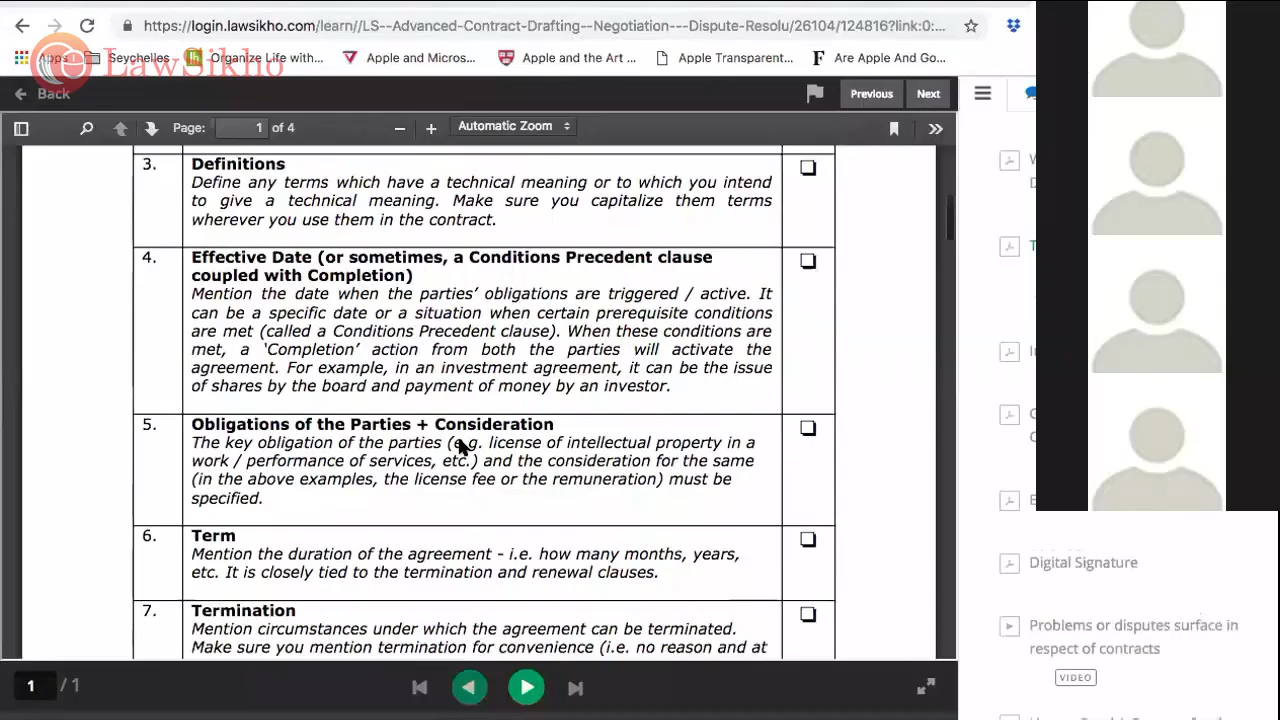 https://login.lawsikho.com/learn//LS--Advanced-Contract-Drafting--Negotiation---Dispute-Resolu/26104/124816?link:0:...
Apps
Seychelles
Organize Life with...
Apple and Micros...
Apple and the Art ...
Apple Transparent...
Are Apple And Go...
LawSikho
Back
Previous
Next
Page: 1 of 4
Automatic Zoom
3. Definitions
Define any terms which have a technical meaning or to which you intend
to give a technical meaning. Make sure you capitalize them terms
wherever you use them in the contract.
4. Effective Date (or sometimes, a Conditions Precedent clause
coupled with Completion)
Mention the date when the parties' obligations are triggered / active. It
can be a specific date or a situation when certain prerequisite conditions
are met (called a Conditions Precedent clause). When these conditions are
met, a 'Completion' action from both the parties will activate the
agreement. For example, in an investment agreement, it can be the issue
of shares by the board and payment of money by an investor.
5. Obligations of the Parties + Consideration
The key obligation of the parties (e.g. license of intellectual property in a
work / performance of services, etc.) and the consideration for the same
(in the above examples, the license fee or the remuneration) must be
specified.
6. Term
Mention the duration of the agreement - i.e. how many months, years,
etc. It is closely tied to the termination and renewal clauses.
7. Termination
Mention circumstances under which the agreement can be terminated.
Make sure you mention termination for convenience (i.e. no reason and at
1 / 1
Digital Signature
Problems or disputes surface in
respect of contracts
VIDEO